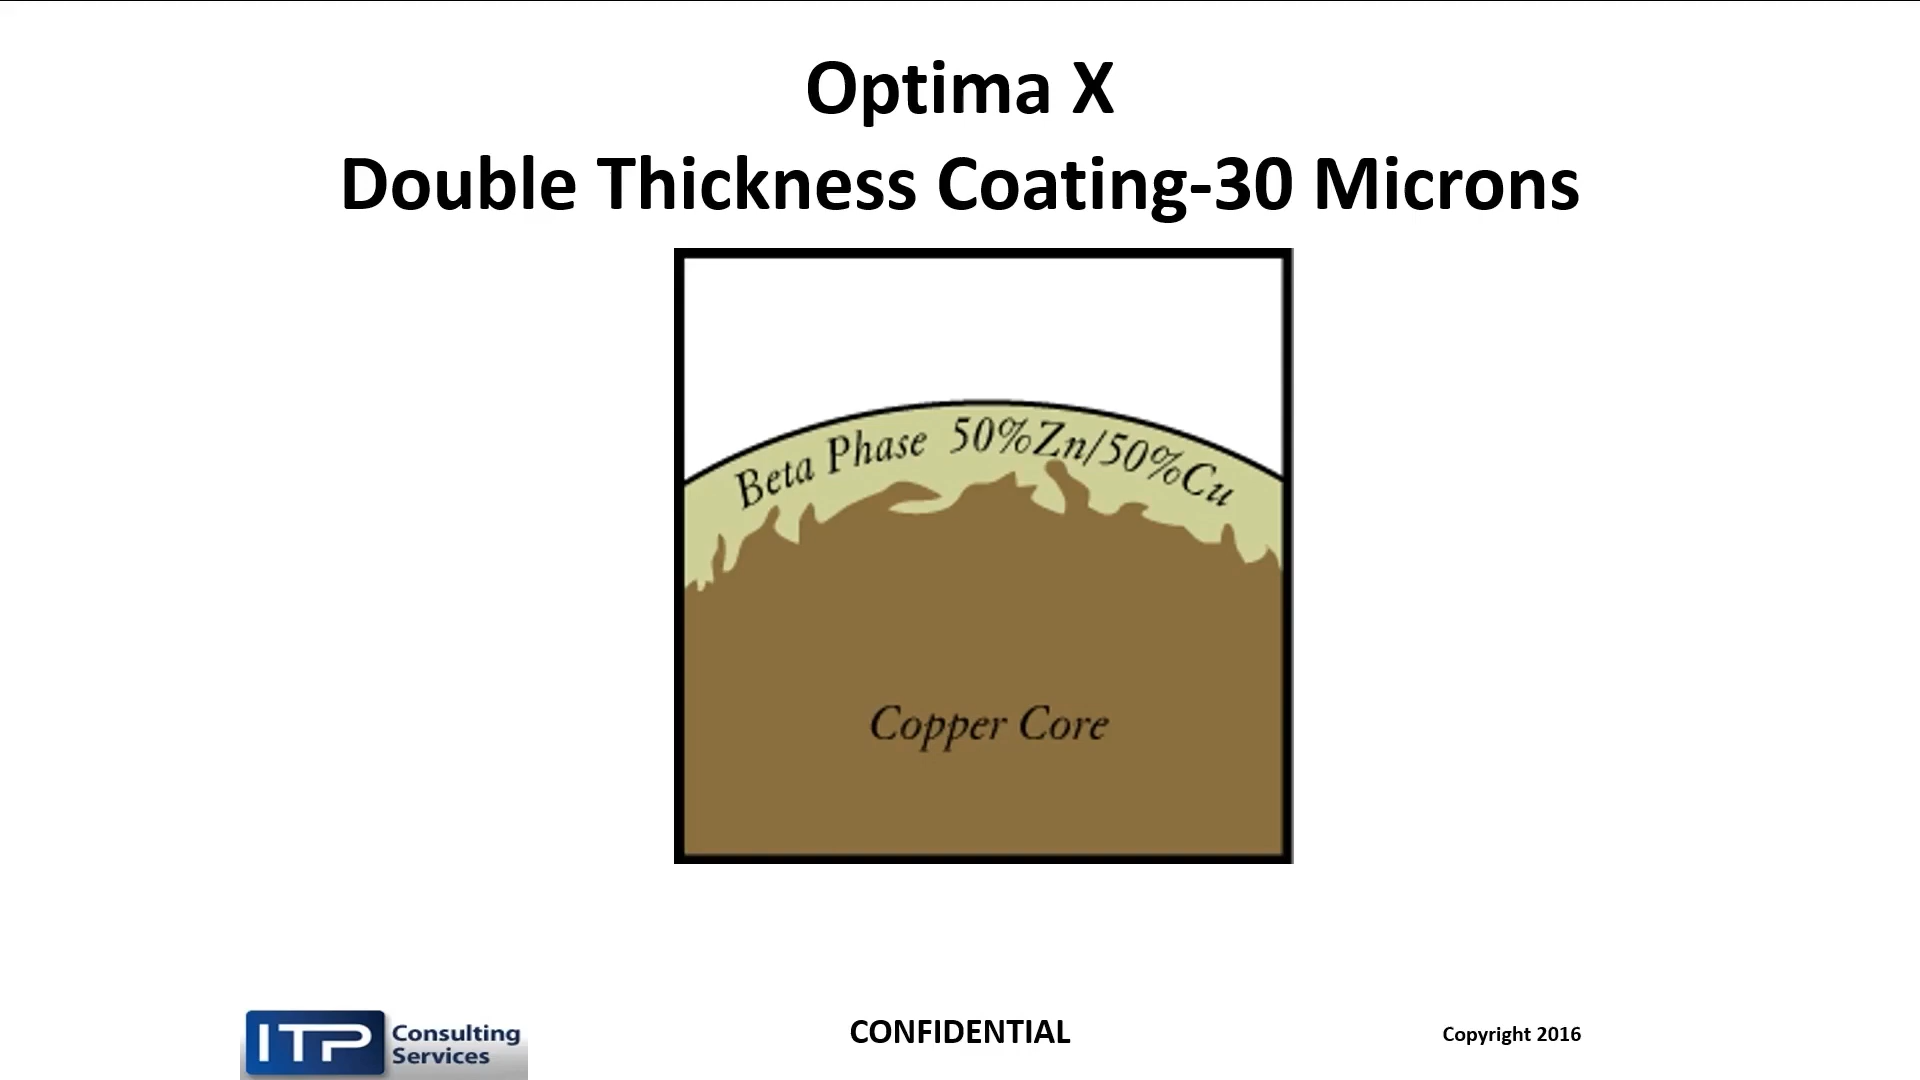 Optima X
Double Thickness Coating-30 Microns
Beta Phase 50%Zn/50%Cu
Copper Core
ITP Consulting
Services
CONFIDENTIAL
Copyright 2016